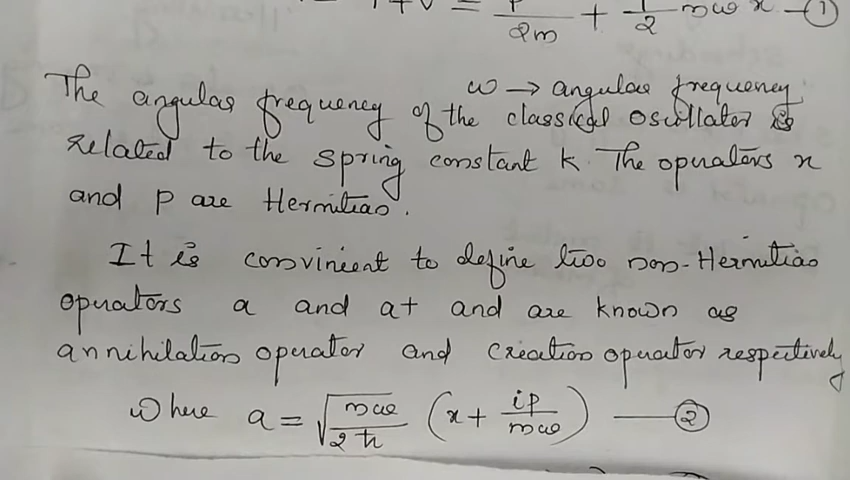 = T+V = p / 2m + 1/2 mω x — ①
ω → angular frequency
The angular frequency of the classical oscillator is
related to the spring constant k. The operators x
and p are Hermitian.
It is convinient to define two non-Hermitian
operators a and a+ and are known as
annihilation operator and creation operator respectively
Where a = √(mω / 2ħ) (x + ip / mω) — ②